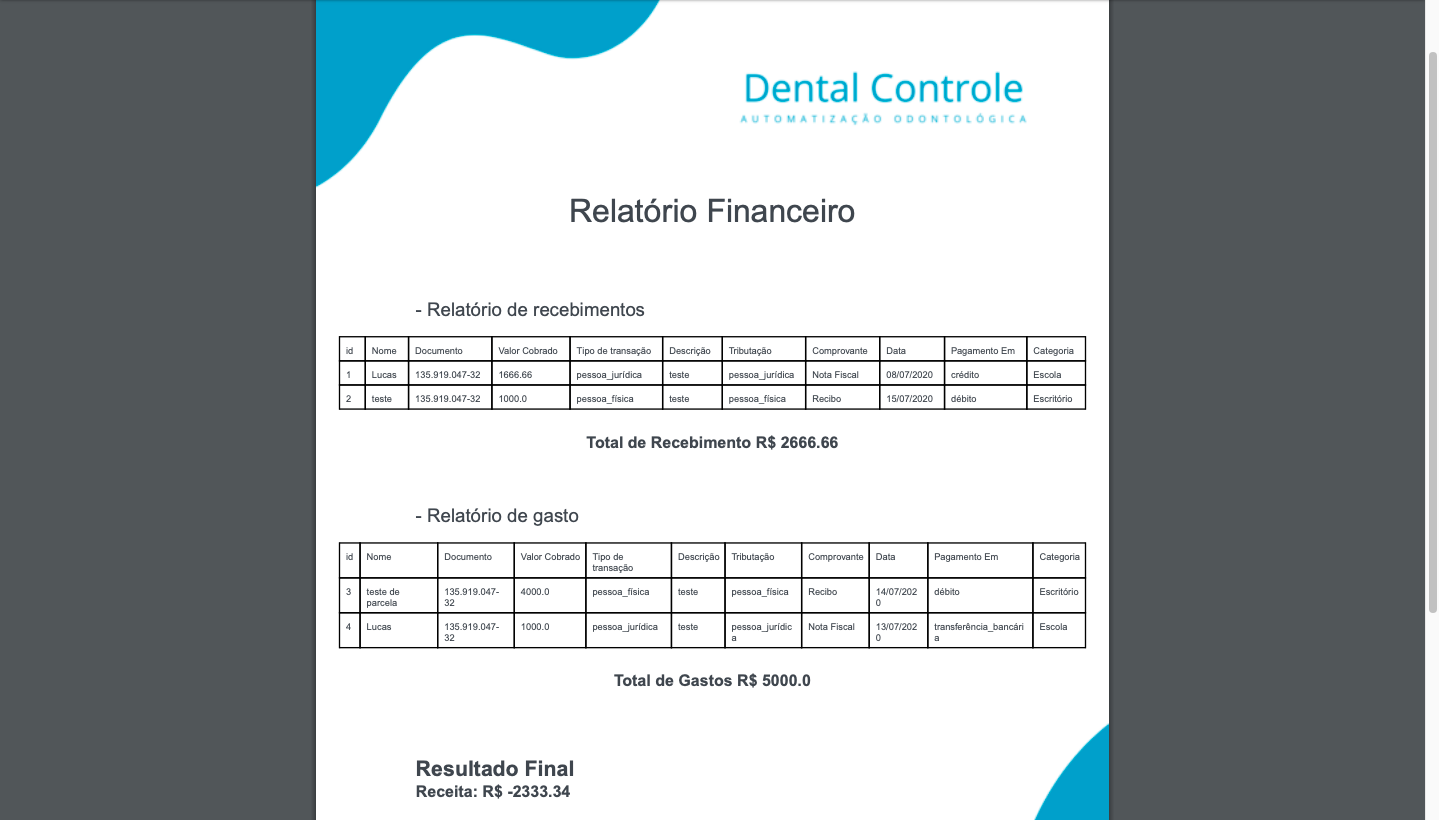 Dental Controle
AUTOMATIZAÇÃO ODONTOLÓGICA
Relatório Financeiro
- Relatório de recebimentos
id Nome Documento Valor Cobrado Tipo de transação Descrição Tributação Comprovante Data Pagamento Em Categoria
1 Lucas 135.919.047-32 1666.66 pessoa_jurídica teste pessoa_jurídica Nota Fiscal 08/07/2020 crédito Escola
2 teste 135.919.047-32 1000.0 pessoa_física teste pessoa_física Recibo 15/07/2020 débito Escritório
Total de Recebimento R$ 2666.66
- Relatório de gasto
id Nome Documento Valor Cobrado Tipo de Descrição Tributação Comprovante Data Pagamento Em Categoria
transação
3 teste de 135.919.047- 4000.0 pessoa_física teste pessoa_física Recibo 14/07/202 débito Escritório
parcela 32 0
4 Lucas 135.919.047- 1000.0 pessoa_jurídica teste pessoa_jurídic Nota Fiscal 13/07/202 transferência_bancári Escola
32 a 0 a
Total de Gastos R$ 5000.0
Resultado Final
Receita: R$ -2333.34